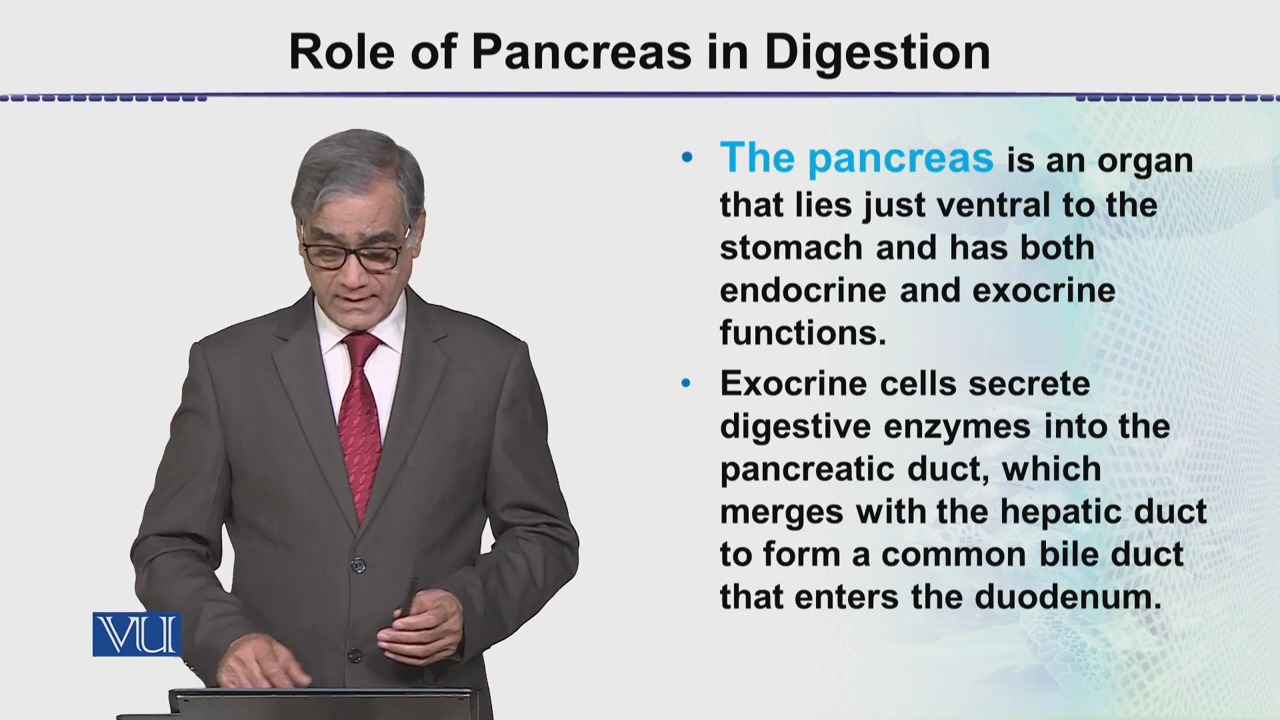 Role of Pancreas in Digestion
• The pancreas is an organ
that lies just ventral to the
stomach and has both
endocrine and exocrine
functions.
• Exocrine cells secrete
digestive enzymes into the
pancreatic duct, which
merges with the hepatic duct
to form a common bile duct
that enters the duodenum.
VU